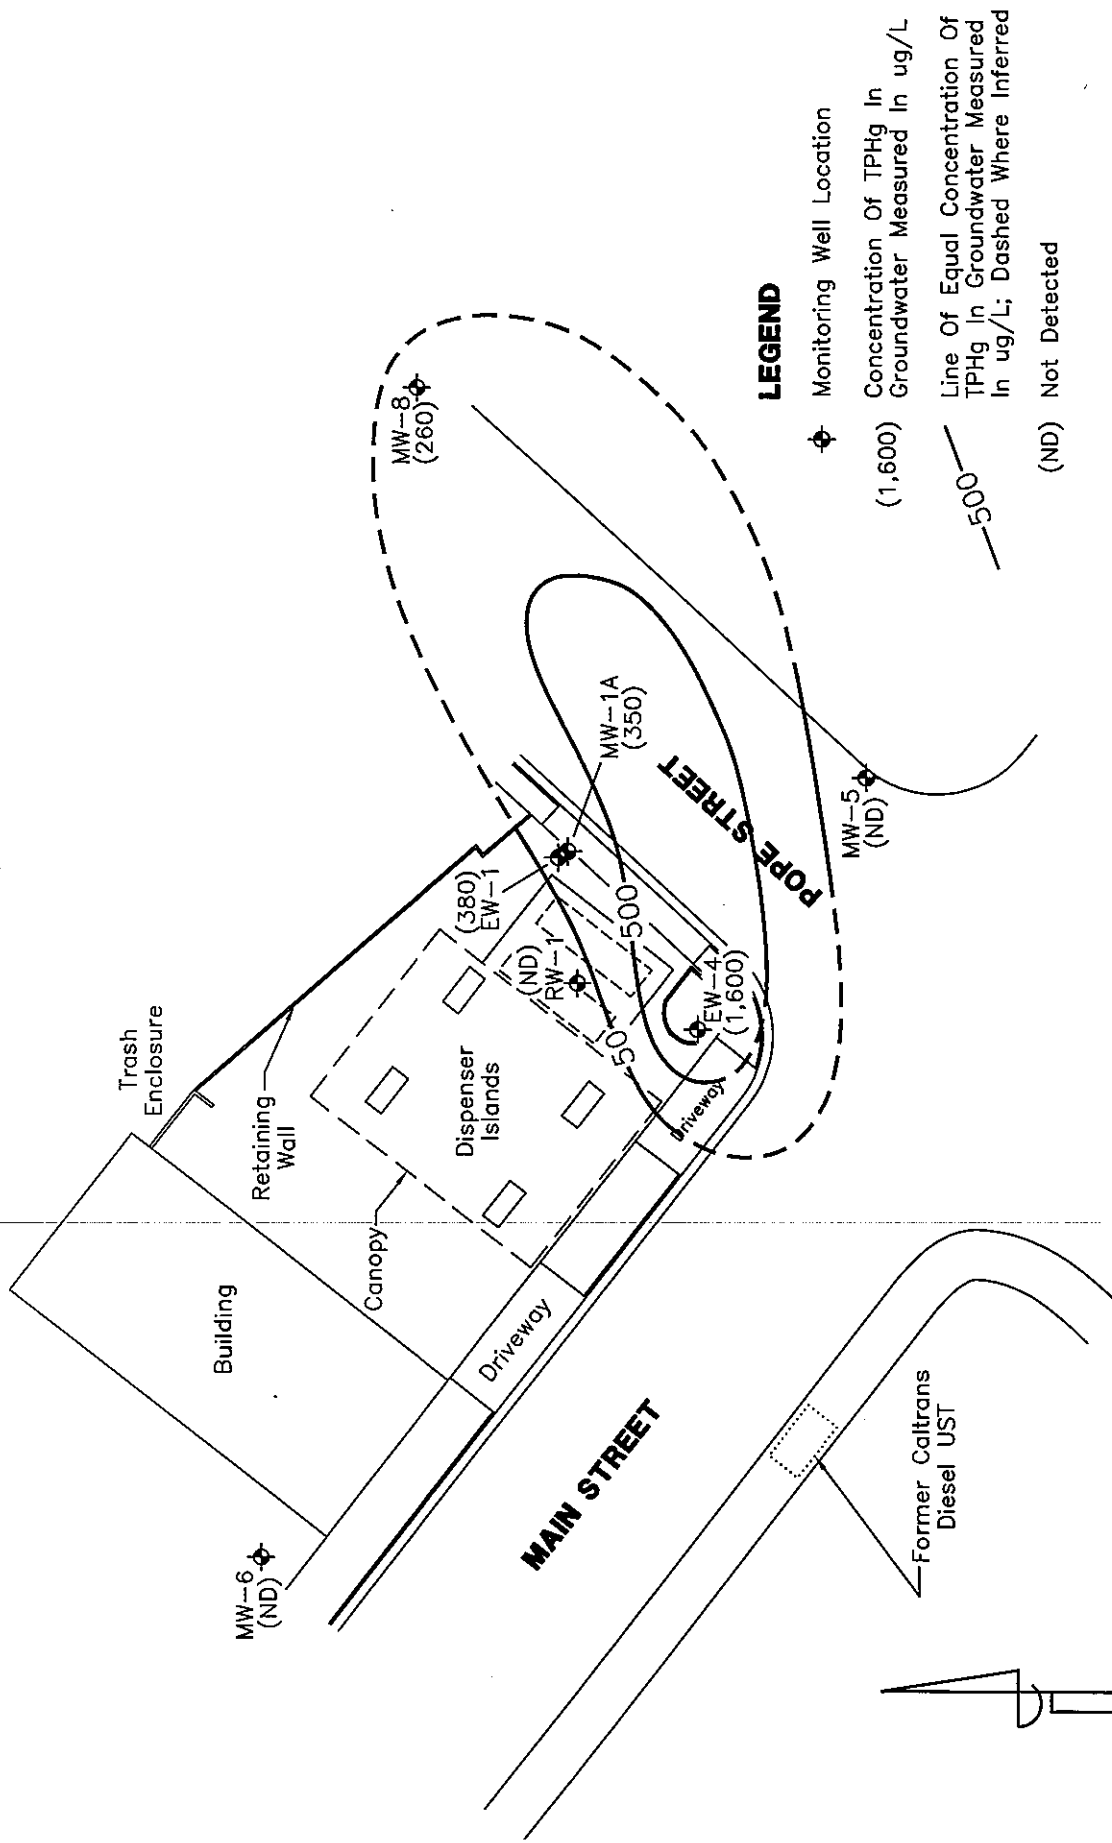 Trash
Enclosure
Retaining
Wall
Building
Canopy
Dispenser
Islands
Driveway
Driveway
MW-6
(ND)
(380)
EW-1
(ND)
RW-1
MW-1A
(350)
MW-8
(260)
50
500
EW-4
(1,600)
MW-5
(ND)
POPE STREET
MAIN STREET
Former Caltrans
Diesel UST
LEGEND
Monitoring Well Location
(1,600) Concentration Of TPHg In
Groundwater Measured In ug/L
500 Line Of Equal Concentration Of
TPHg In Groundwater Measured
In ug/L; Dashed Where Inferred
(ND) Not Detected